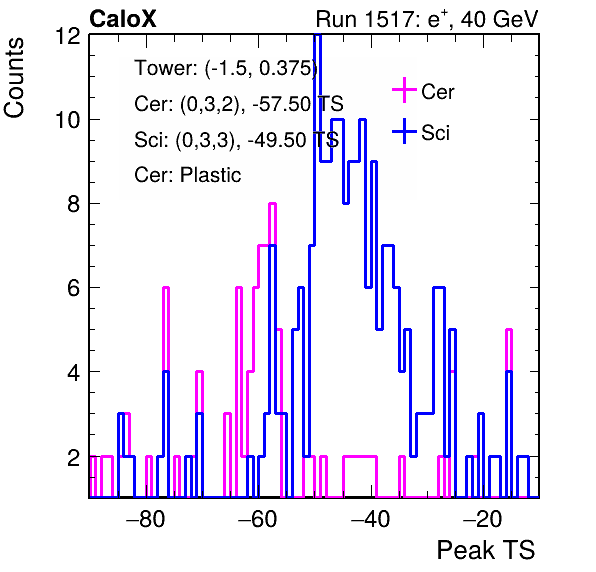 CaloX Run 1517: e+, 40 GeV
Counts
12
10
8
6
4
2
Tower: (-1.5, 0.375)
Cer: (0,3,2), -57.50 TS
Sci: (0,3,3), -49.50 TS
Cer: Plastic
Cer
Sci
−80 −60 −40 −20
Peak TS